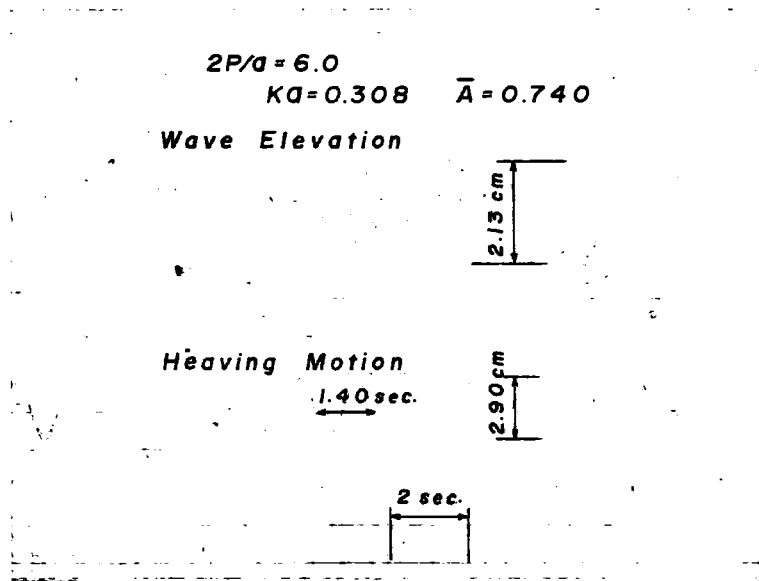 2P/a = 6.0
Ka = 0.308 Ā = 0.740
Wave Elevation
2.13 cm
Heaving Motion
1.40 sec.
2.90 cm
2 sec.